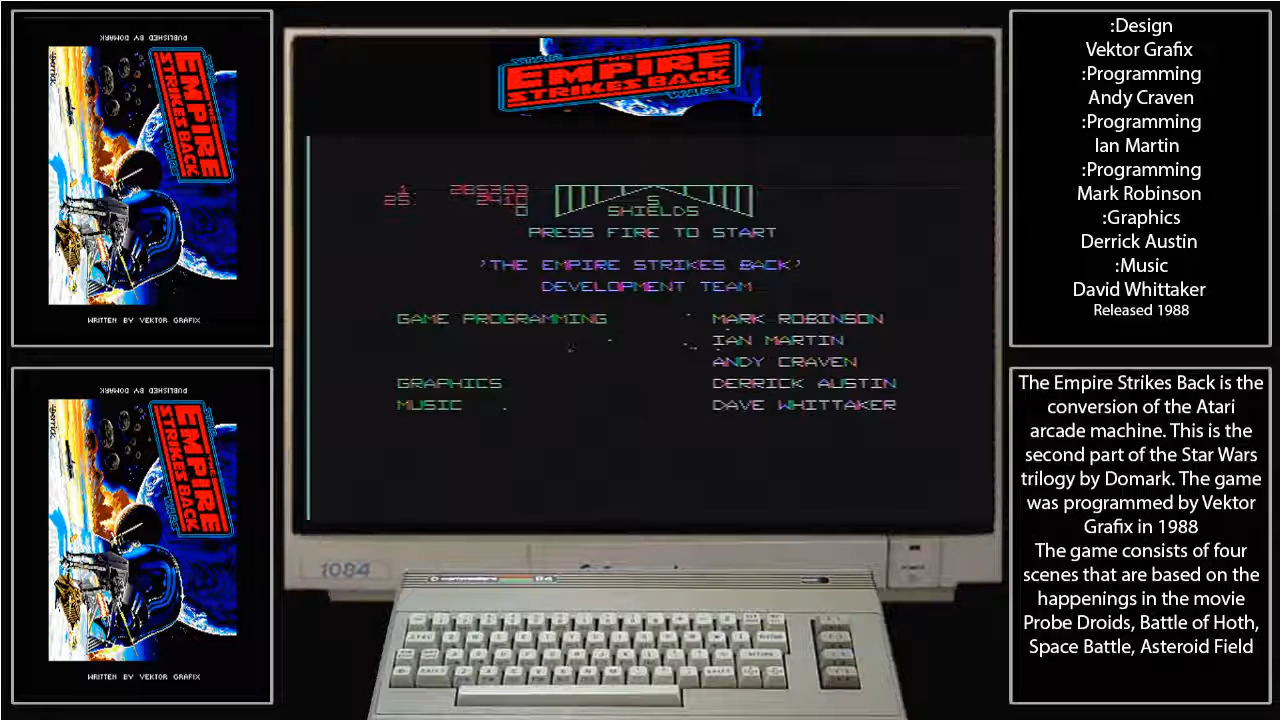 PUBLISHED BY DOMARK
STAR
THE
EMPIRE
STRIKES BACK
WARS
derrick.
WRITTEN BY VEKTOR GRAFIX
PUBLISHED BY DOMARK
THE
EMPIRE
STRIKES BACK
WARS
derrick.
WRITTEN BY VEKTOR GRAFIX
STAR
THE
EMPIRE
STRIKES BACK
WARS
1 285353
25 2410
0
5
SHIELDS
PRESS FIRE TO START
'THE EMPIRE STRIKES BACK'
DEVELOPMENT TEAM
GAME PROGRAMMING MARK ROBINSON
IAN MARTIN
ANDY CRAVEN
GRAPHICS DERRICK AUSTIN
MUSIC DAVE WHITTAKER
1084
commodore 64
:Design
Vektor Grafix
:Programming
Andy Craven
:Programming
Ian Martin
:Programming
Mark Robinson
:Graphics
Derrick Austin
:Music
David Whittaker
Released 1988
The Empire Strikes Back is the
conversion of the Atari
arcade machine. This is the
second part of the Star Wars
trilogy by Domark. The game
was programmed by Vektor
Grafix in 1988
The game consists of four
scenes that are based on the
happenings in the movie
Probe Droids, Battle of Hoth,
Space Battle, Asteroid Field